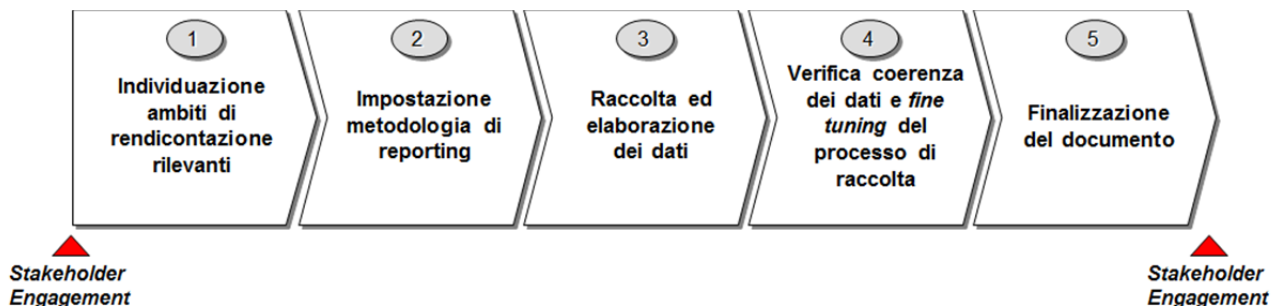 1
Individuazione
ambiti di
rendicontazione
rilevanti
2
Impostazione
metodologia di
reporting
3
Raccolta ed
elaborazione
dei dati
4
Verifica coerenza
dei dati e fine
tuning del
processo di
raccolta
5
Finalizzazione
del documento
Stakeholder
Engagement
Stakeholder
Engagement